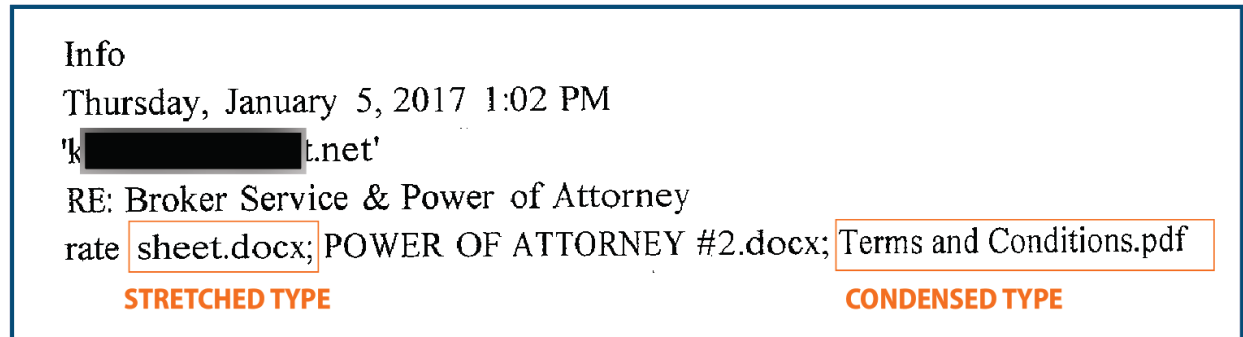 Info
Thursday, January 5, 2017 1:02 PM
'k t.net'
RE: Broker Service & Power of Attorney
rate sheet.docx; POWER OF ATTORNEY #2.docx; Terms and Conditions.pdf
STRETCHED TYPE CONDENSED TYPE